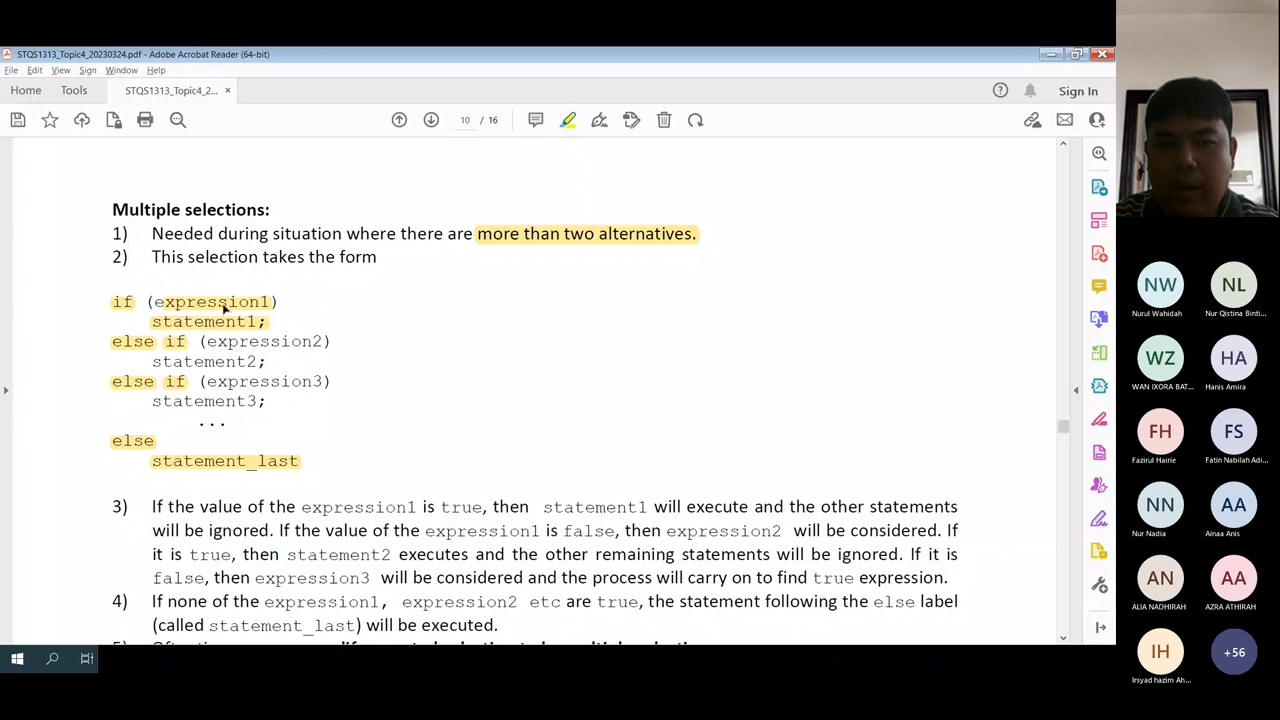 STQS1313_Topic4_20230324.pdf - Adobe Acrobat Reader (64-bit)
File Edit View Sign Window Help
Home Tools STQS1313_Topic4_2... × Sign In
10 / 16
Multiple selections:
1) Needed during situation where there are more than two alternatives.
2) This selection takes the form
if (expression1)
statement1;
else if (expression2)
statement2;
else if (expression3)
statement3;
...
else
statement_last
3) If the value of the expression1 is true, then statement1 will execute and the other statements
will be ignored. If the value of the expression1 is false, then expression2 will be considered. If
it is true, then statement2 executes and the other remaining statements will be ignored. If it is
false, then expression3 will be considered and the process will carry on to find true expression.
4) If none of the expression1, expression2 etc are true, the statement following the else label
(called statement_last) will be executed.
NW NL
Nurul Wahidah Nur Qistina Binti...
WZ HA
WAN IXORA BAT... Hanis Amira
FH FS
Fazirul Hairie Fatin Nabilah Adi...
NN AA
Nur Nadia Ainaa Anis
AN AA
ALIA NADHIRAH AZRA ATHIRAH
IH +56
Irsyad hazim Ah...